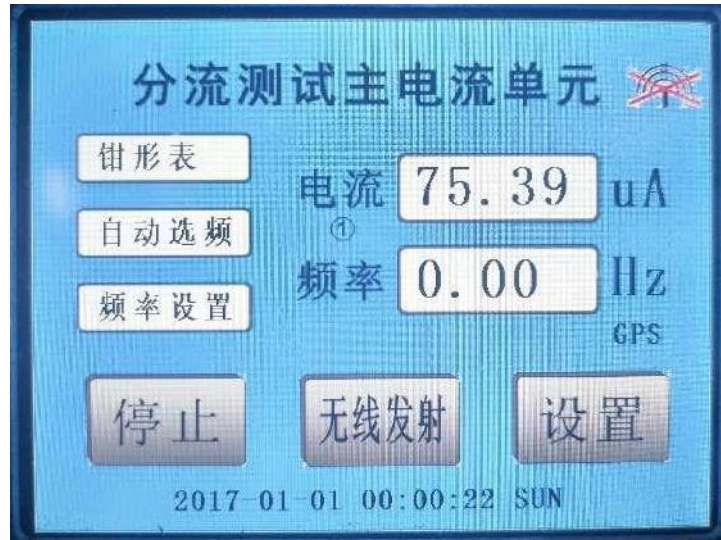 分流测试主电流单元
钳形表
电流 75.39 uA
自动选频
①
频率 0.00 Hz
频率设置
GPS
停止 无线发射 设置
2017-01-01 00:00:22 SUN